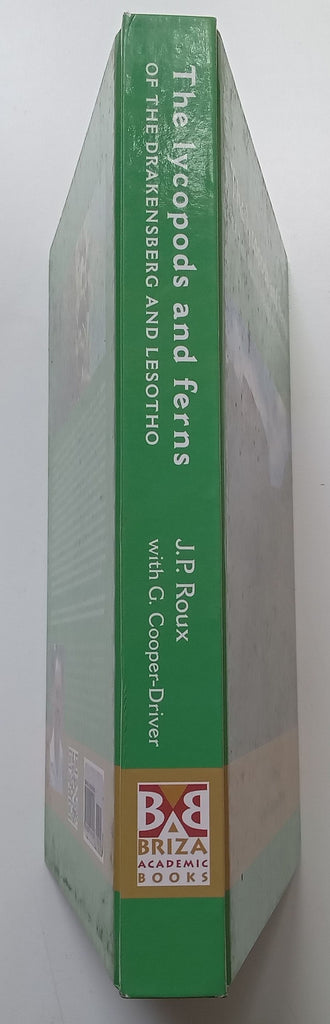 The lycopods and ferns
OF THE DRAKENSBERG AND LESOTHO
J.P. Roux
with G. Cooper-Driver
BAB
BRIZA
ACADEMIC
BOOKS